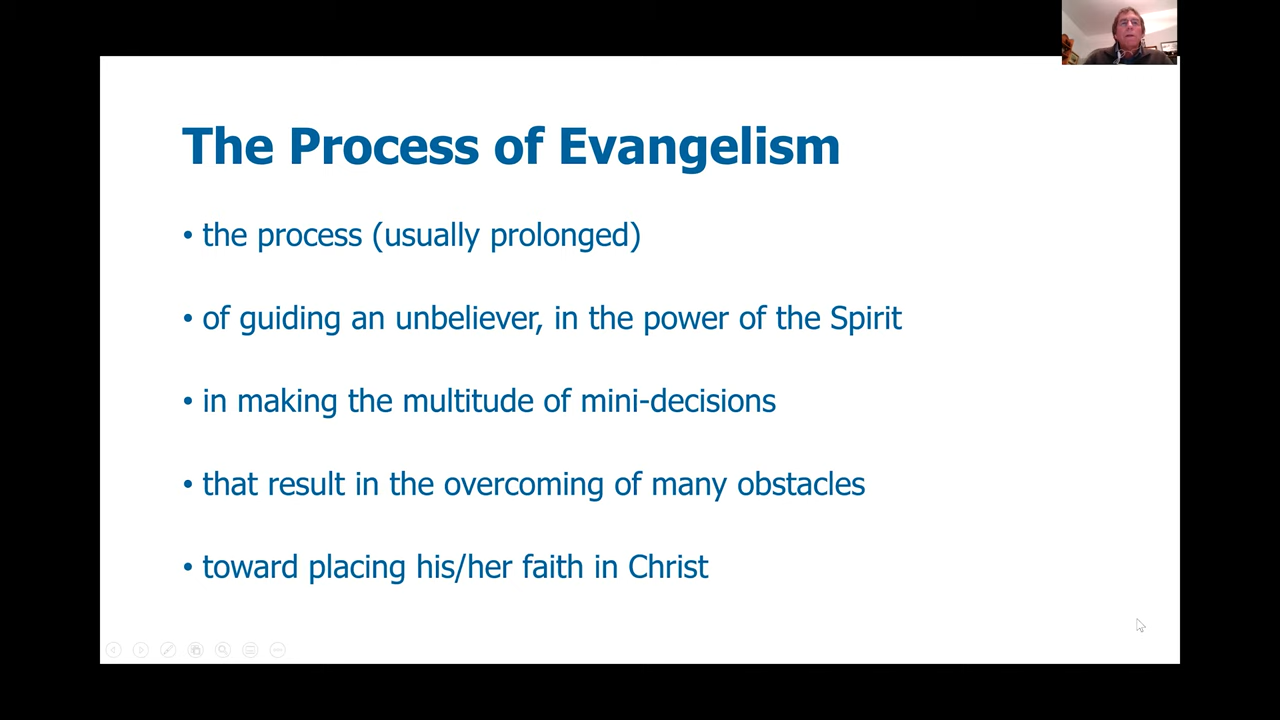 The Process of Evangelism
• the process (usually prolonged)
• of guiding an unbeliever, in the power of the Spirit
• in making the multitude of mini-decisions
• that result in the overcoming of many obstacles
• toward placing his/her faith in Christ